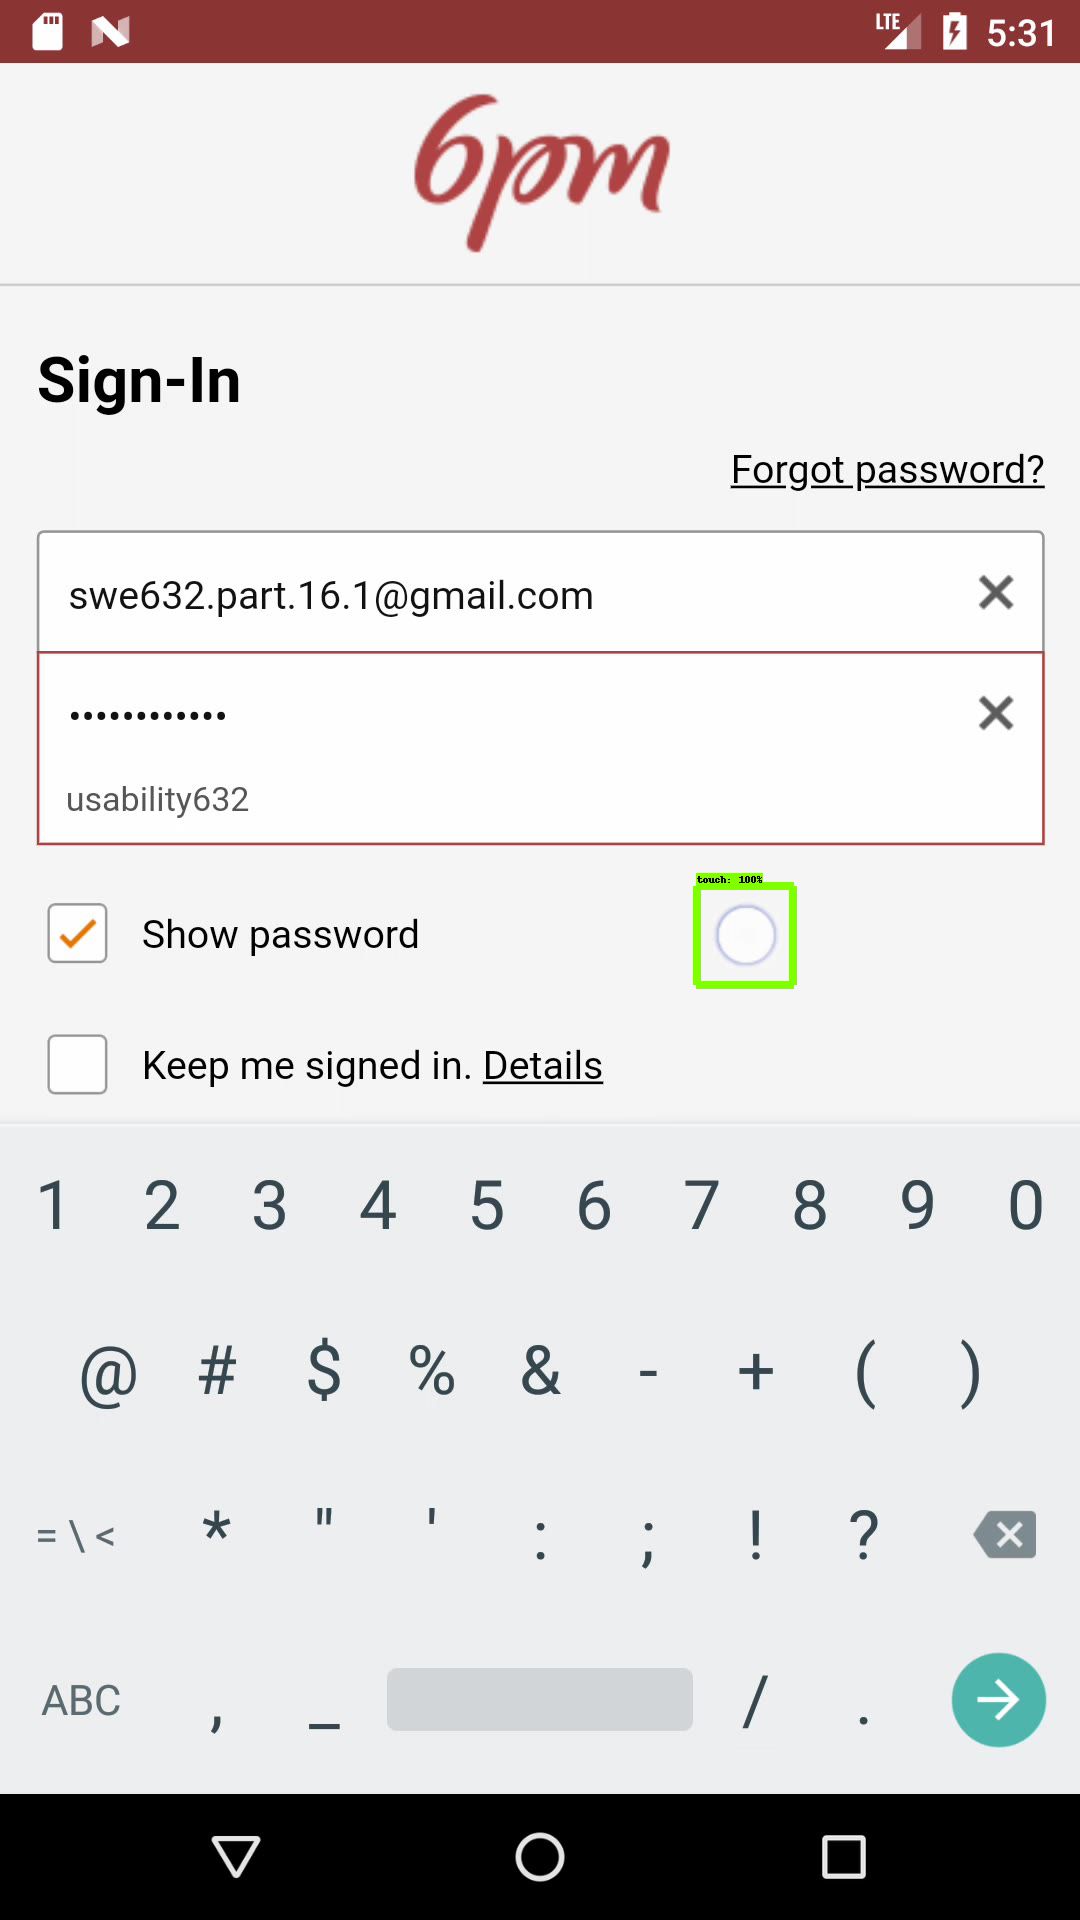 LTE 5:31
6pm
Sign-In
Forgot password?
swe632.part.16.1@gmail.com
••••••••••••
usability632
touch: 100%
Show password
Keep me signed in. Details
1 2 3 4 5 6 7 8 9 0
@ # $ % & - + ( )
= \ < * " ' : ; ! ?
ABC , _ / .